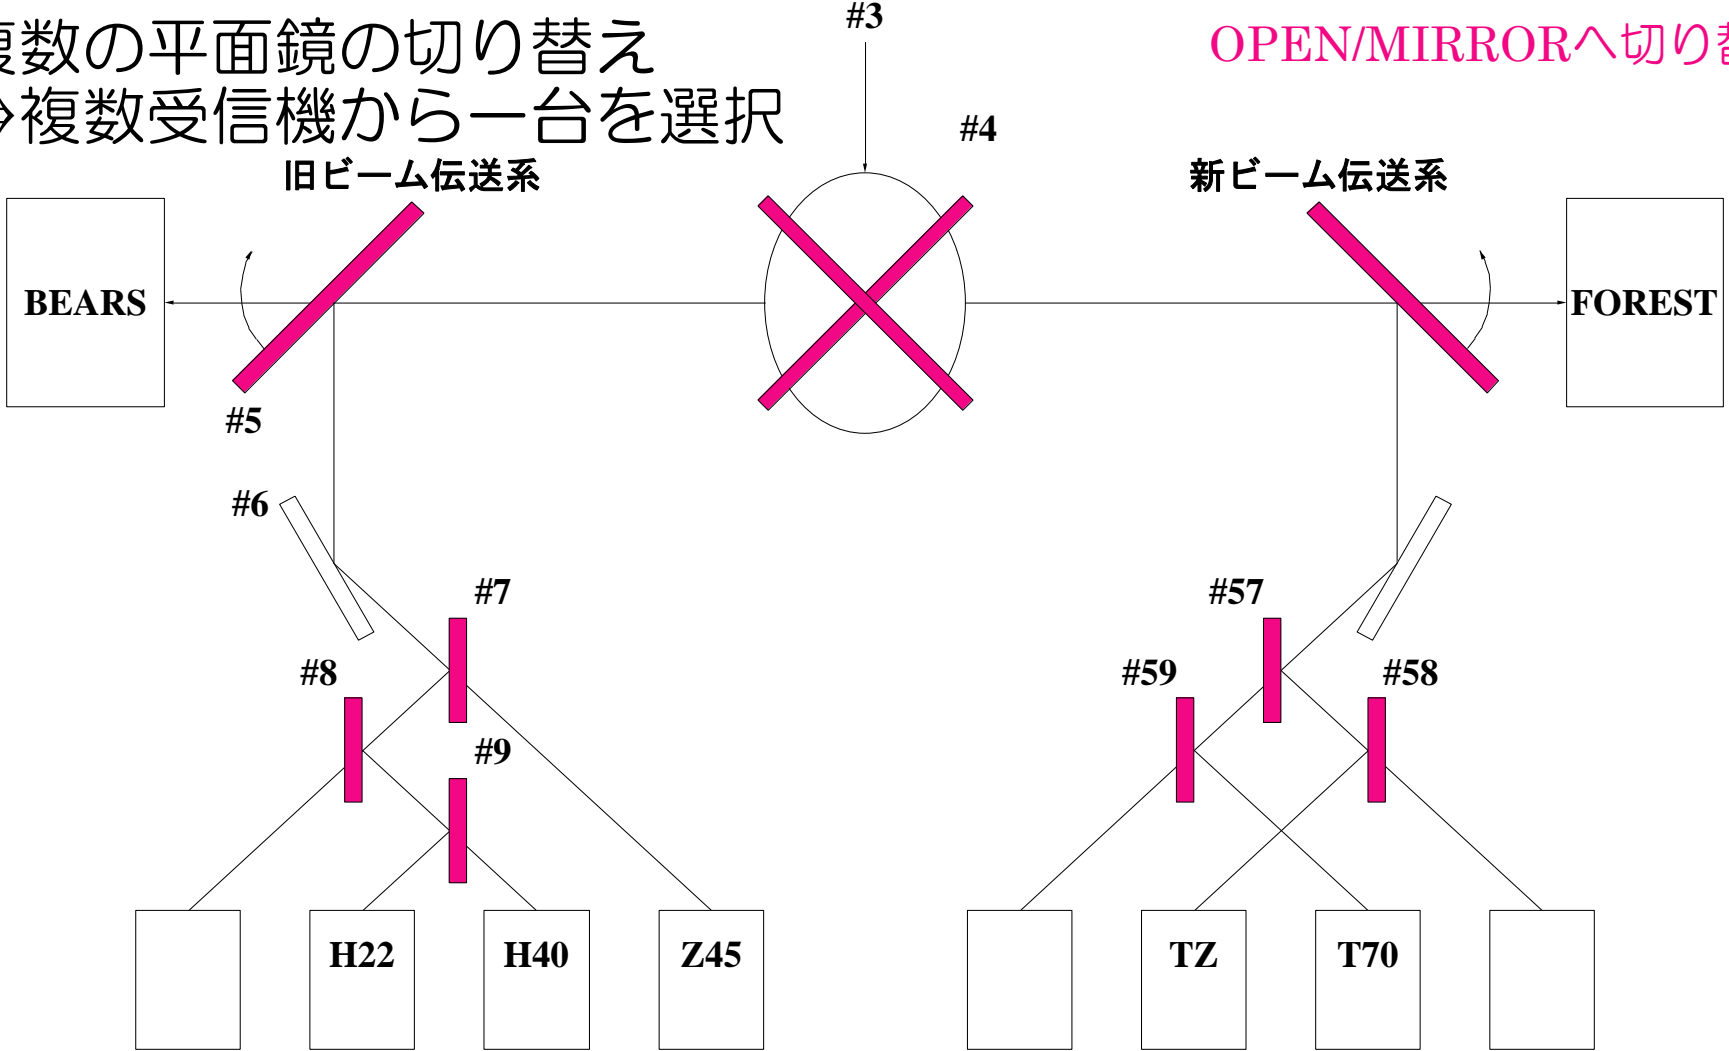 複数の平面鏡の切り替え
⇒複数受信機から一台を選択
OPEN/MIRRORへ切り替
#3
#4
旧ビーム伝送系
新ビーム伝送系
BEARS
FOREST
#5
#6
#7
#57
#8
#59
#58
#9
H22
H40
Z45
TZ
T70